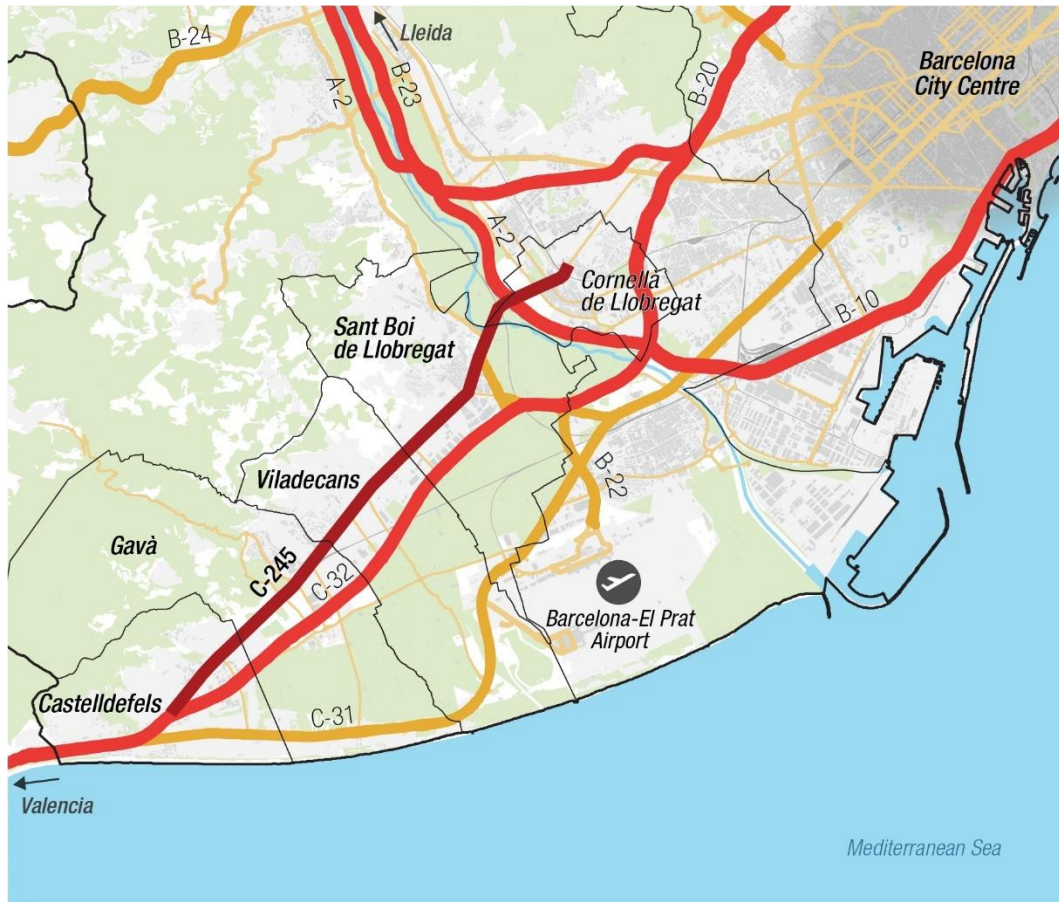 B-24
Lleida
A-2
B-23
B-20
Barcelona
City Centre
A-2
Cornellà
de Llobregat
B-10
Sant Boi
de Llobregat
Viladecans
B-22
Gavà
C-245
C-32
Barcelona-El Prat
Airport
Castelldefels
C-31
Valencia
Mediterranean Sea